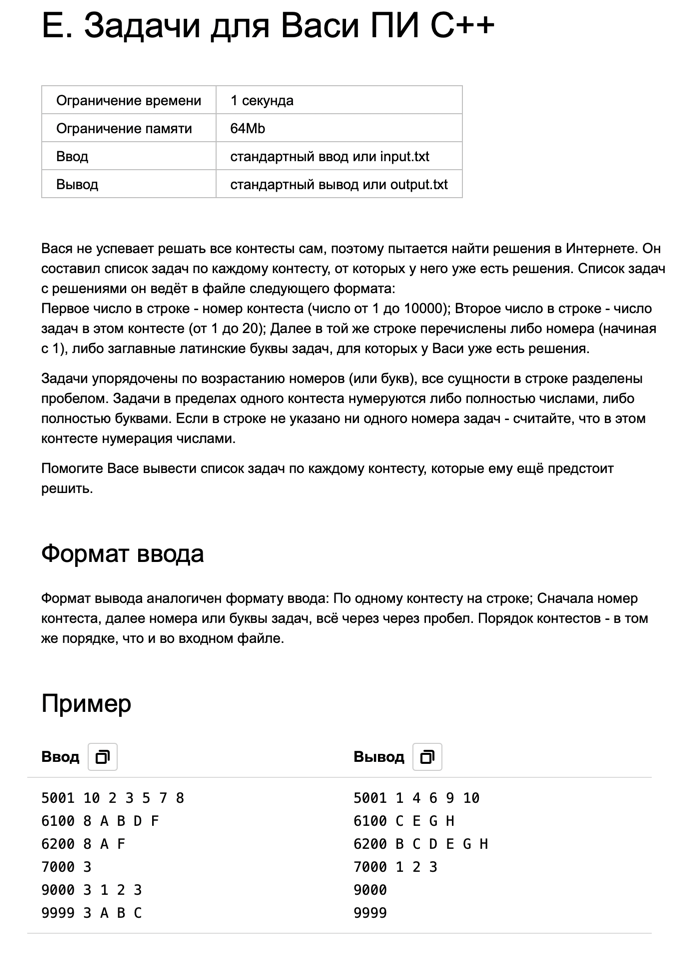 E. Задачи для Васи ПИ C++
Ограничение времени 1 секунда
Ограничение памяти 64Mb
Ввод стандартный ввод или input.txt
Вывод стандартный вывод или output.txt
Вася не успевает решать все контесты сам, поэтому пытается найти решения в Интернете. Он
составил список задач по каждому контесту, от которых у него уже есть решения. Список задач
с решениями он ведёт в файле следующего формата:
Первое число в строке - номер контеста (число от 1 до 10000); Второе число в строке - число
задач в этом контесте (от 1 до 20); Далее в той же строке перечислены либо номера (начиная
с 1), либо заглавные латинские буквы задач, для которых у Васи уже есть решения.
Задачи упорядочены по возрастанию номеров (или букв), все сущности в строке разделены
пробелом. Задачи в пределах одного контеста нумеруются либо полностью числами, либо
полностью буквами. Если в строке не указано ни одного номера задач - считайте, что в этом
контесте нумерация числами.
Помогите Васе вывести список задач по каждому контесту, которые ему ещё предстоит
решить.
Формат ввода
Формат вывода аналогичен формату ввода: По одному контесту на строке; Сначала номер
контеста, далее номера или буквы задач, всё через через пробел. Порядок контестов - в том
же порядке, что и во входном файле.
Пример
Ввод Вывод
5001 10 2 3 5 7 8 5001 1 4 6 9 10
6100 8 A B D F 6100 C E G H
6200 8 A F 6200 B C D E G H
7000 3 7000 1 2 3
9000 3 1 2 3 9000
9999 3 A B C 9999